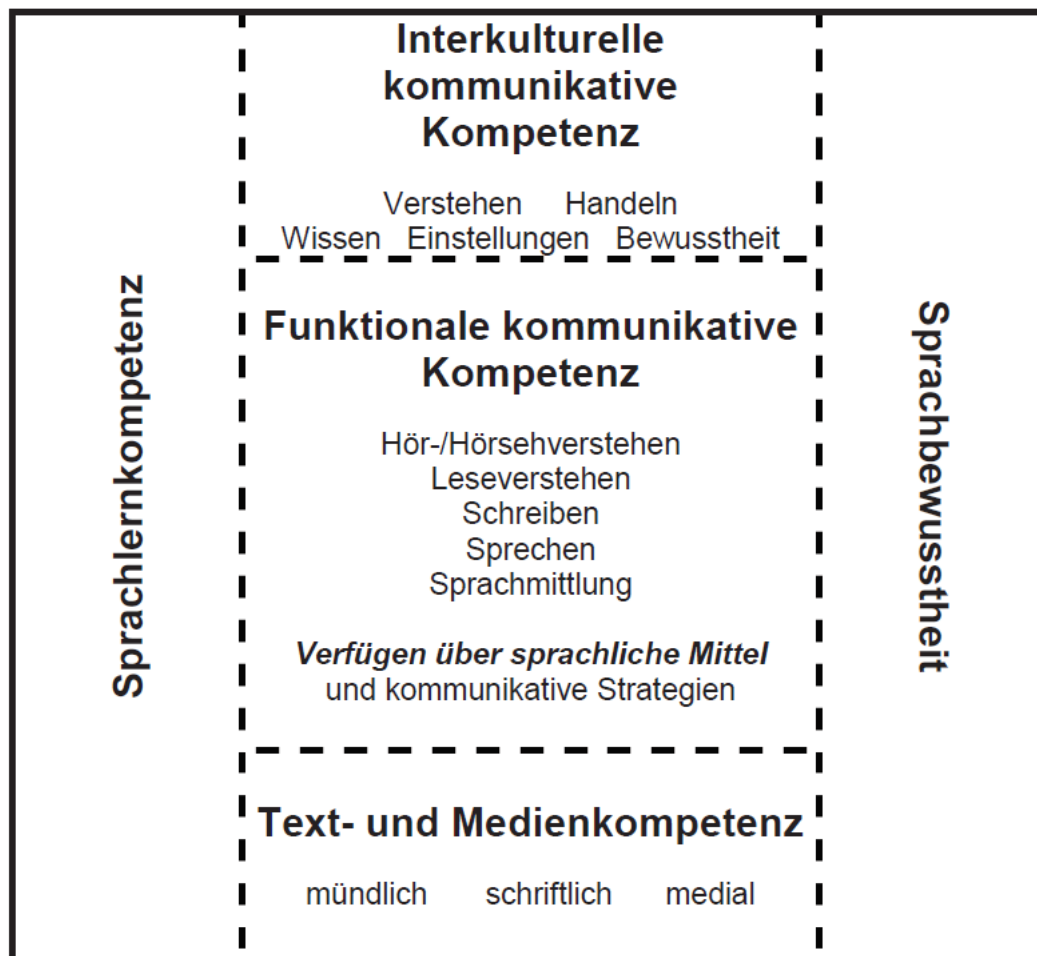 Interkulturelle
kommunikative
Kompetenz
Verstehen Handeln
Wissen Einstellungen Bewusstheit
Sprachlernkompetenz
Funktionale kommunikative
Kompetenz
Hör-/Hörsehverstehen
Leseverstehen
Schreiben
Sprechen
Sprachmittlung
Verfügen über sprachliche Mittel
und kommunikative Strategien
Sprachbewusstheit
Text- und Medienkompetenz
mündlich schriftlich medial